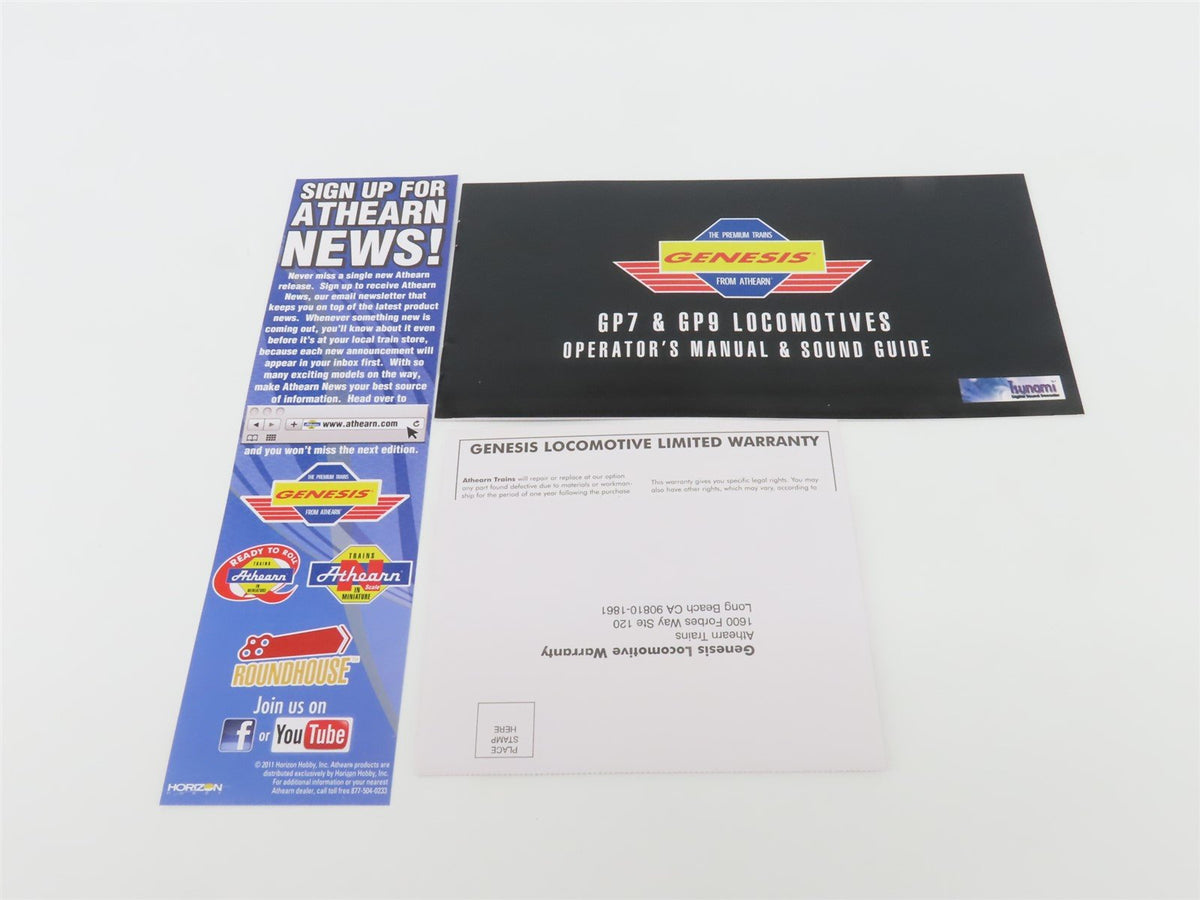 SIGN UP FOR
ATHEARN
NEWS!
Never miss a single new Athearn
release. Sign up to receive Athearn
News, our email newsletter that
keeps you on top of the latest product
news. Whenever something new is
coming out, you'll know about it even
before it's at your local train store,
because each new announcement will
appear in your inbox first. With so
many exciting models on the way,
make Athearn News your best source
of information. Head over to
www.athearn.com
and you won't miss the next edition.
THE PREMIUM TRAINS
GENESIS
FROM ATHEARN
READY TO ROLL
TRAINS
Athearn
IN
MINIATURE
TRAINS
N
Athearn
Scale
IN
MINIATURE
ROUNDHOUSE™
Join us on
f or YouTube
© 2011 Horizon Hobby, Inc. Athearn products are
distributed exclusively by Horizon Hobby, Inc.
For additional information or your nearest
Athearn dealer, call toll free 877-504-0233
HORIZON
THE PREMIUM TRAINS
GENESIS
FROM ATHEARN
GP7 & GP9 LOCOMOTIVES
OPERATOR'S MANUAL & SOUND GUIDE
Tsunami
GENESIS LOCOMOTIVE LIMITED WARRANTY
Athearn Trains will repair or replace at our option
any part found defective due to materials or workman-
ship for the period of one year following the purchase
This warranty gives you specific legal rights. You may
also have other rights, which may vary, according to
Genesis Locomotive Warranty
Athearn Trains
1600 Forbes Way Ste 120
Long Beach CA 90810-1861
PLACE
STAMP
HERE